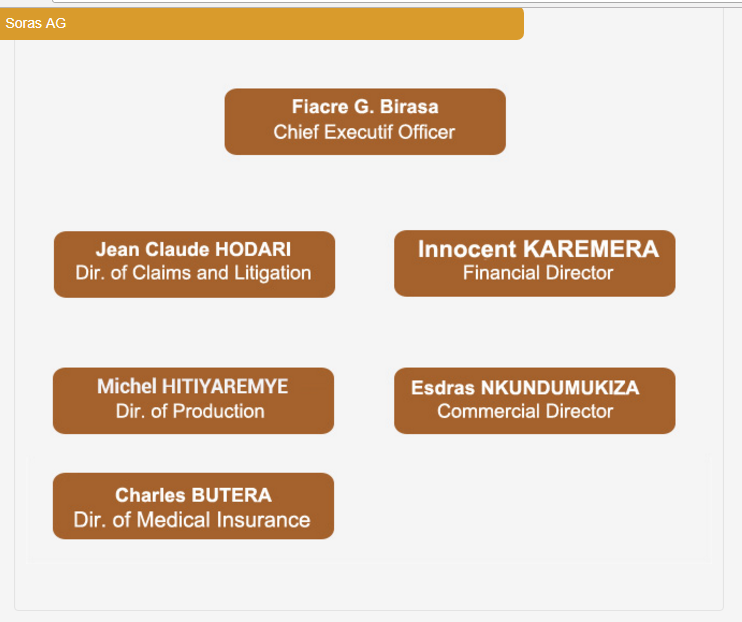 Soras AG
Fiacre G. Birasa
Chief Executif Officer
Jean Claude HODARI
Dir. of Claims and Litigation
Innocent KAREMERA
Financial Director
Michel HITIYAREMYE
Dir. of Production
Esdras NKUNDUMUKIZA
Commercial Director
Charles BUTERA
Dir. of Medical Insurance